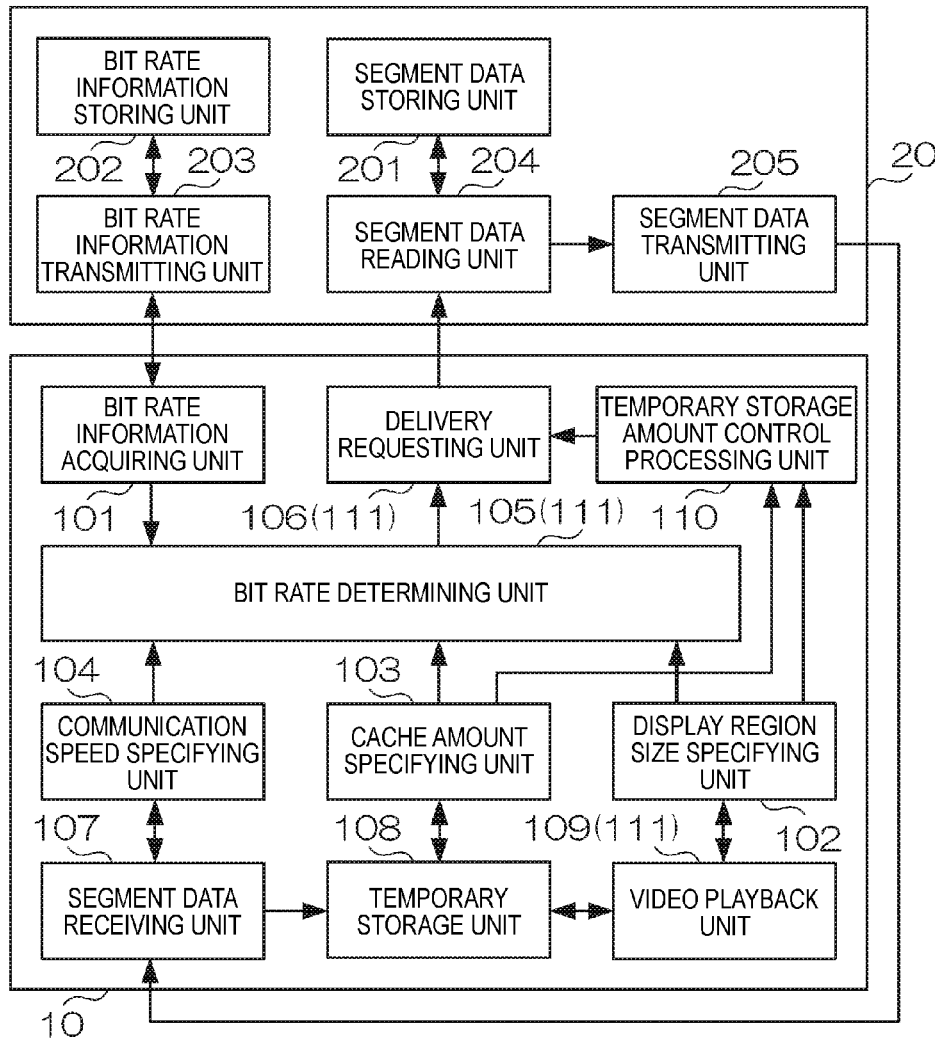 BIT RATE
INFORMATION
STORING UNIT
SEGMENT DATA
STORING UNIT
202
203
201
204
205
20
BIT RATE
INFORMATION
TRANSMITTING UNIT
SEGMENT DATA
READING UNIT
SEGMENT DATA
TRANSMITTING
UNIT
BIT RATE
INFORMATION
ACQUIRING UNIT
DELIVERY
REQUESTING UNIT
TEMPORARY STORAGE
AMOUNT CONTROL
PROCESSING UNIT
101
106(111)
105(111)
110
BIT RATE DETERMINING UNIT
104
103
COMMUNICATION
SPEED SPECIFYING
UNIT
CACHE AMOUNT
SPECIFYING UNIT
DISPLAY REGION
SIZE SPECIFYING
UNIT
107
108
109(111)
102
SEGMENT DATA
RECEIVING UNIT
TEMPORARY
STORAGE UNIT
VIDEO PLAYBACK
UNIT
10